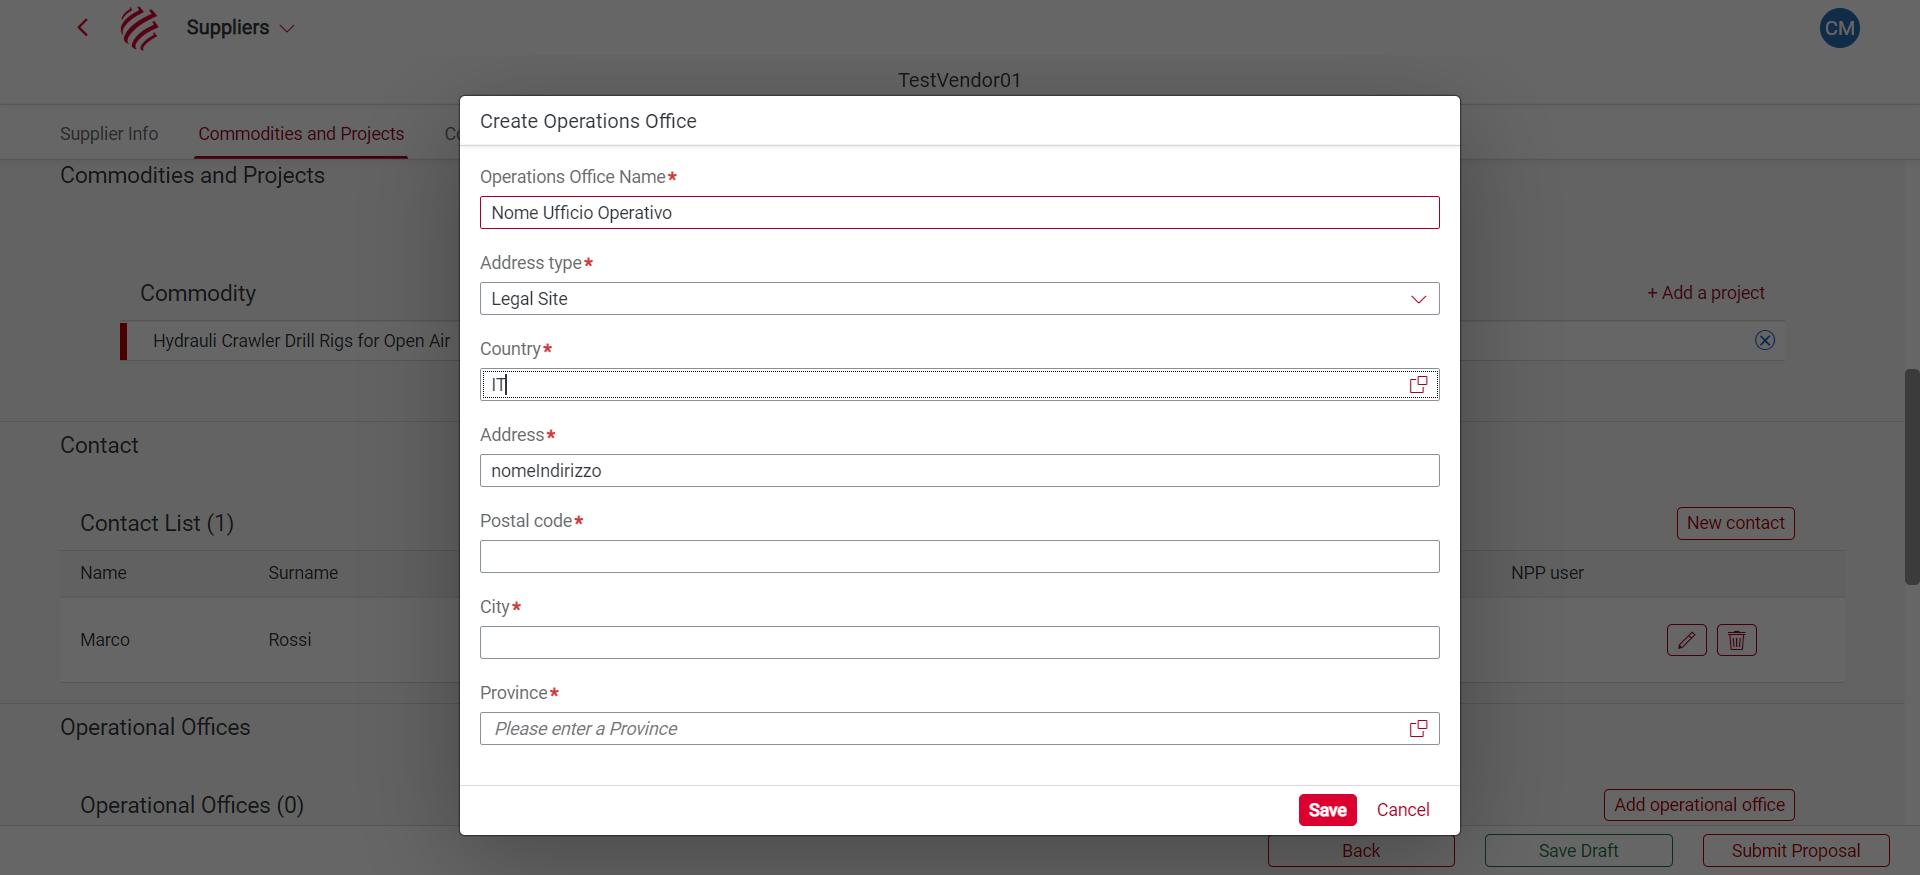 Suppliers
CM
TestVendor01
Supplier Info
Commodities and Projects
Commodities and Projects
Commodity
+ Add a project
Hydrauli Crawler Drill Rigs for Open Air
Contact
Contact List (1)
New contact
Name
Surname
NPP user
Marco
Rossi
Operational Offices
Operational Offices (0)
Add operational office
Back
Save Draft
Submit Proposal
Create Operations Office
Operations Office Name*
Nome Ufficio Operativo
Address type*
Legal Site
Country*
IT
Address*
nomeIndirizzo
Postal code*
City*
Province*
Please enter a Province
Save
Cancel